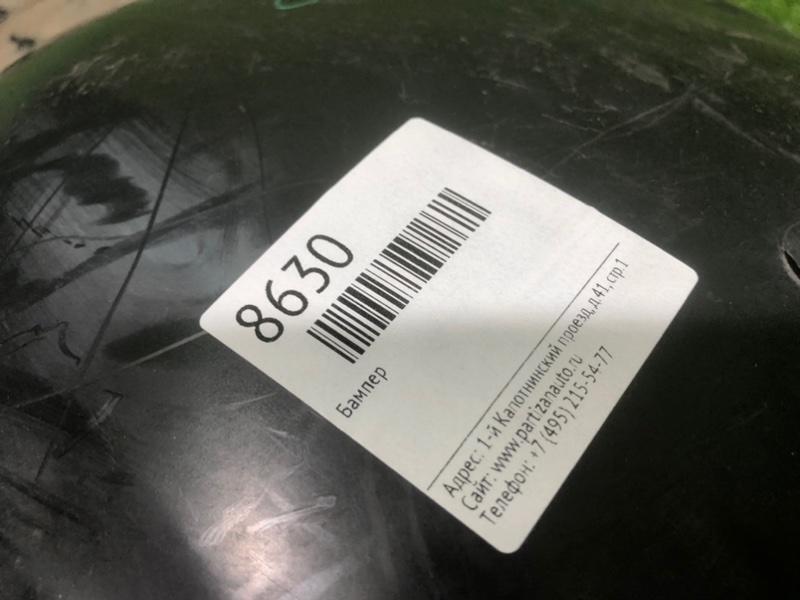 8630
Бампер
Адрес: 1-й Капотнинский проезд, д.41, стр.1
Сайт: www.partizanauto.ru
Телефон: +7 (495) 215-54-77